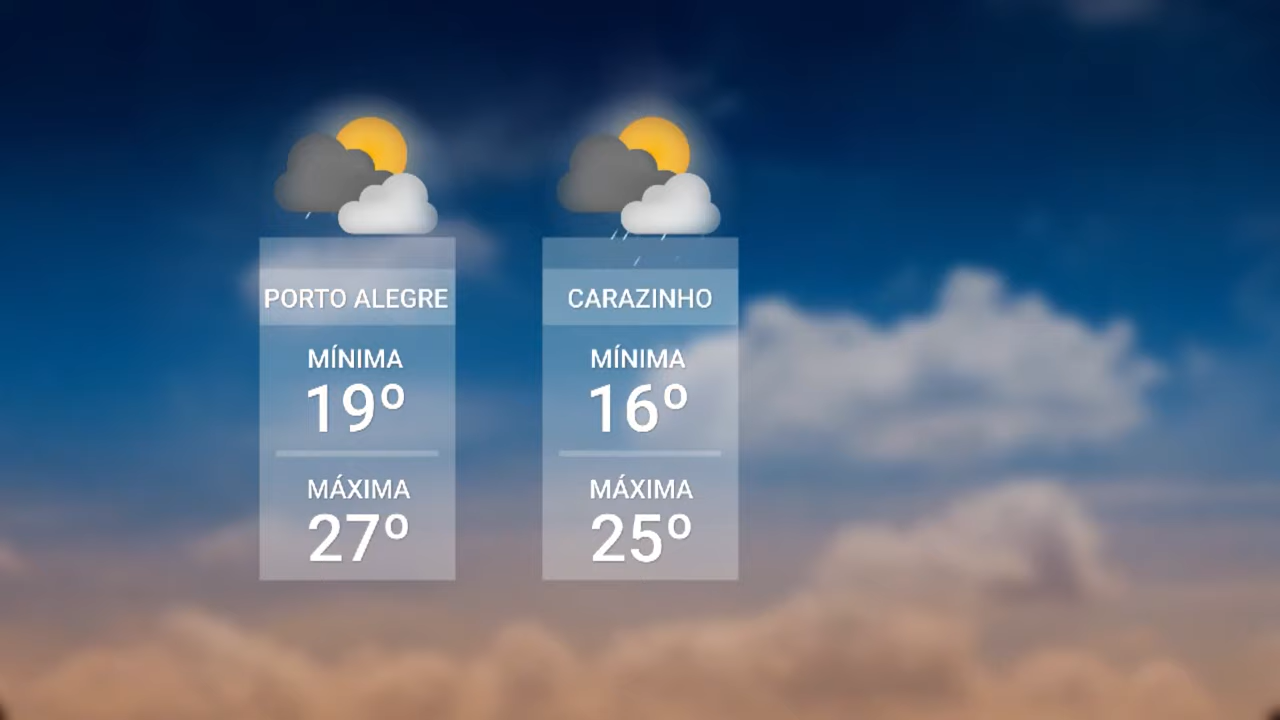 PORTO ALEGRE
MÍNIMA
19º
MÁXIMA
27º
CARAZINHO
MÍNIMA
16º
MÁXIMA
25º